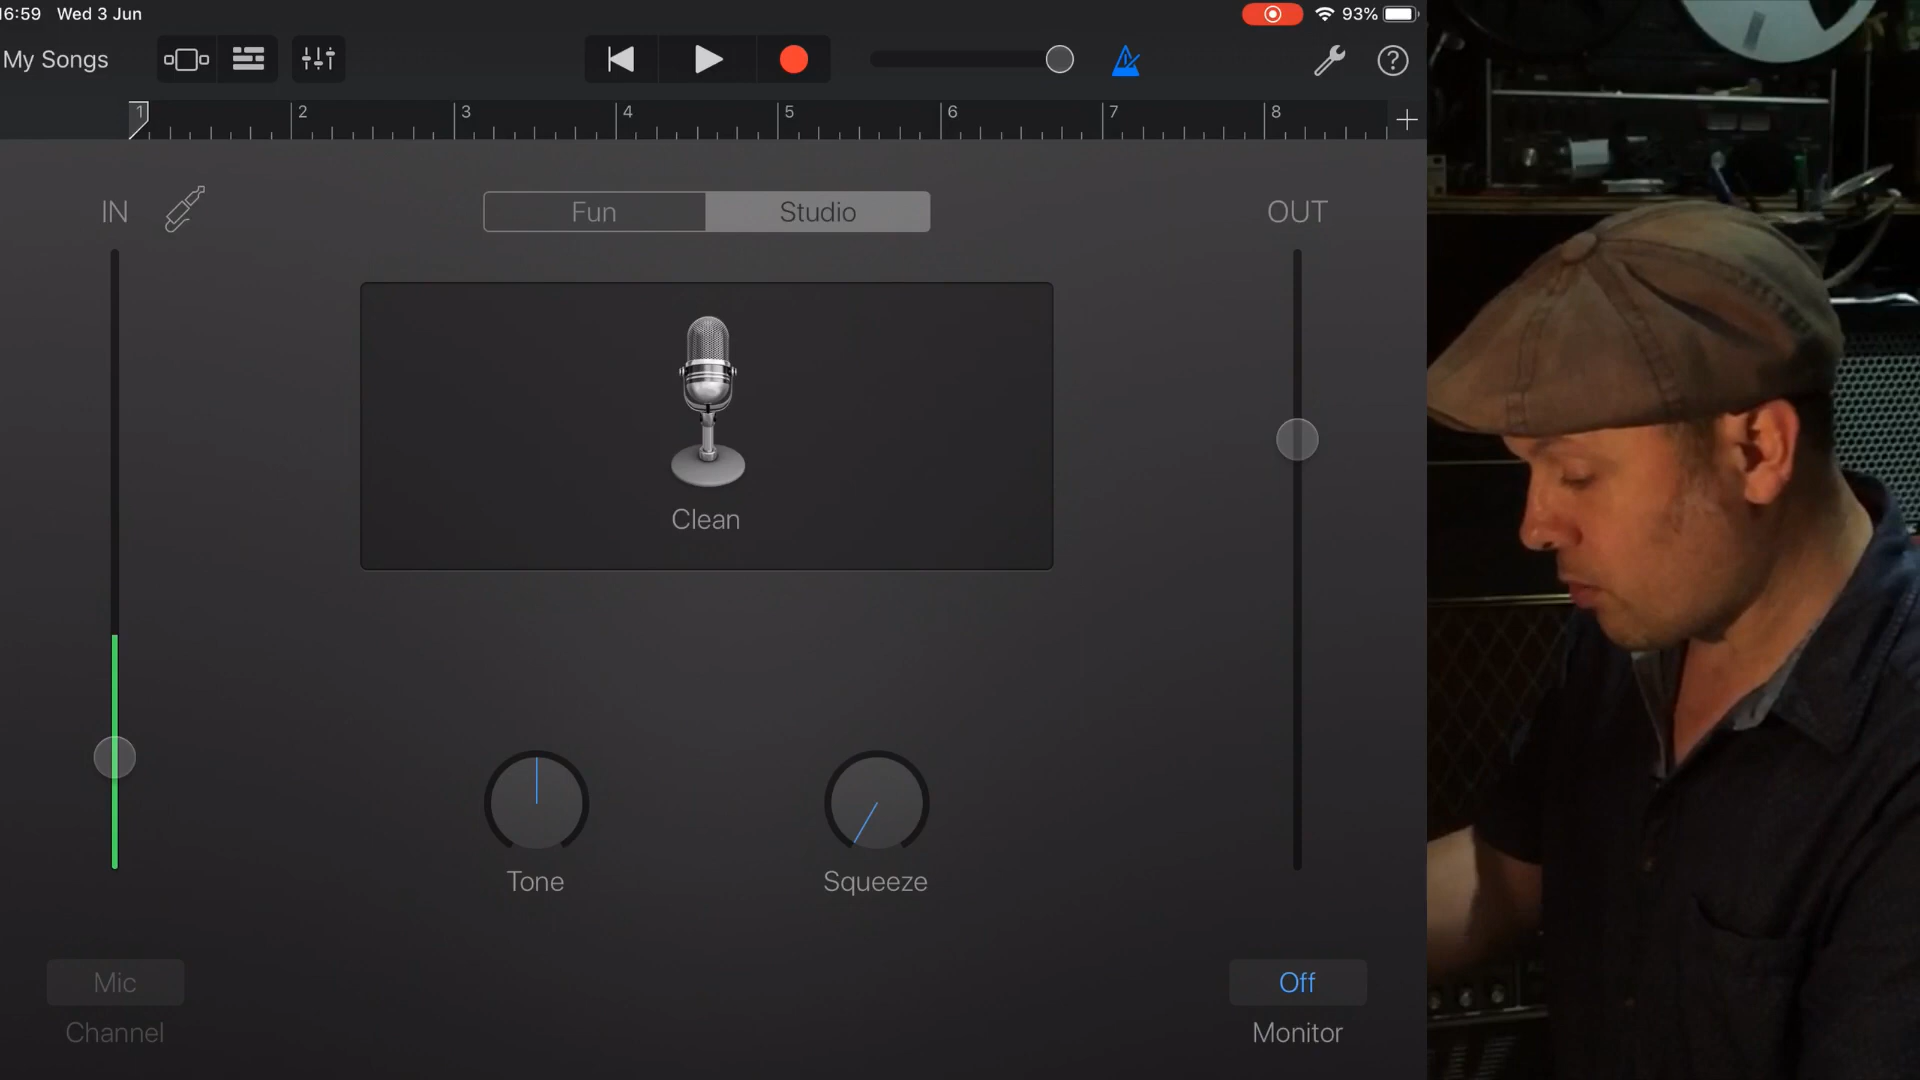 16:59 Wed 3 Jun 93%
My Songs
1 2 3 4 5 6 7 8
IN Fun Studio OUT
Clean
Tone Squeeze
Mic Off
Channel Monitor